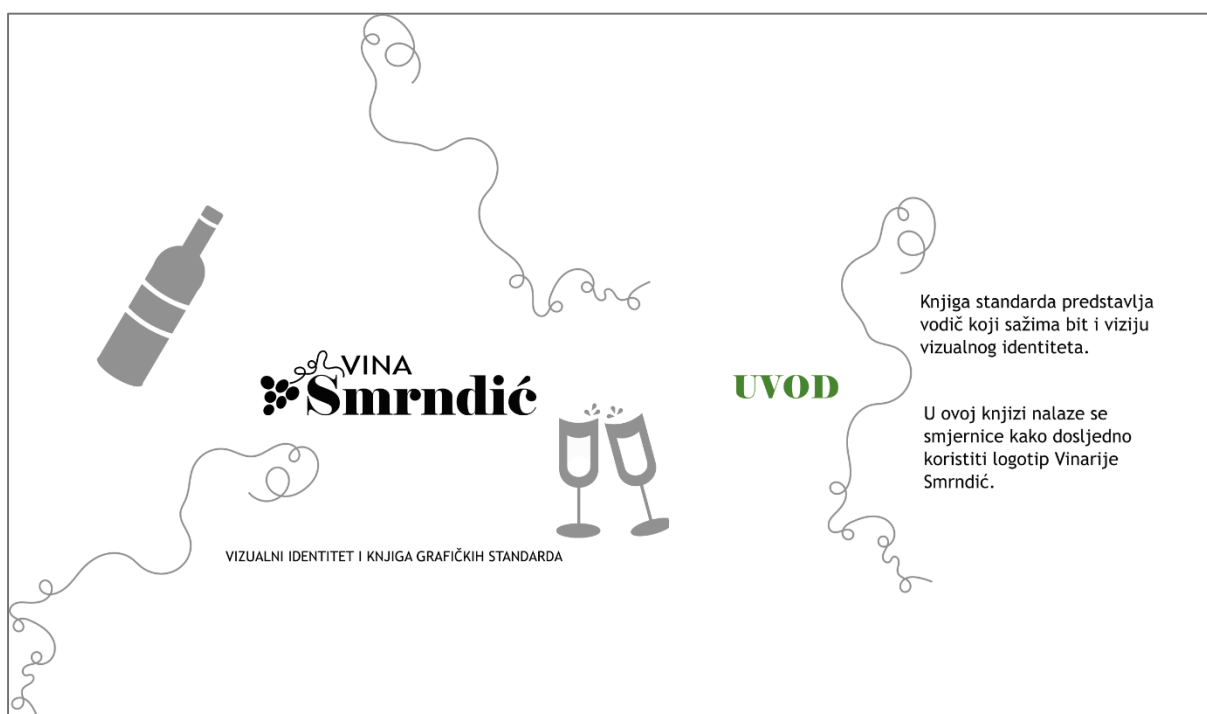 VINA
Smrndić
VIZUALNI IDENTITET I KNJIGA GRAFIČKIH STANDARDA
UVOD
Knjiga standarda predstavlja
vodič koji sažima bit i viziju
vizualnog identiteta.
U ovoj knjizi nalaze se
smjernice kako dosljedno
koristiti logotip Vinarije
Smrndić.